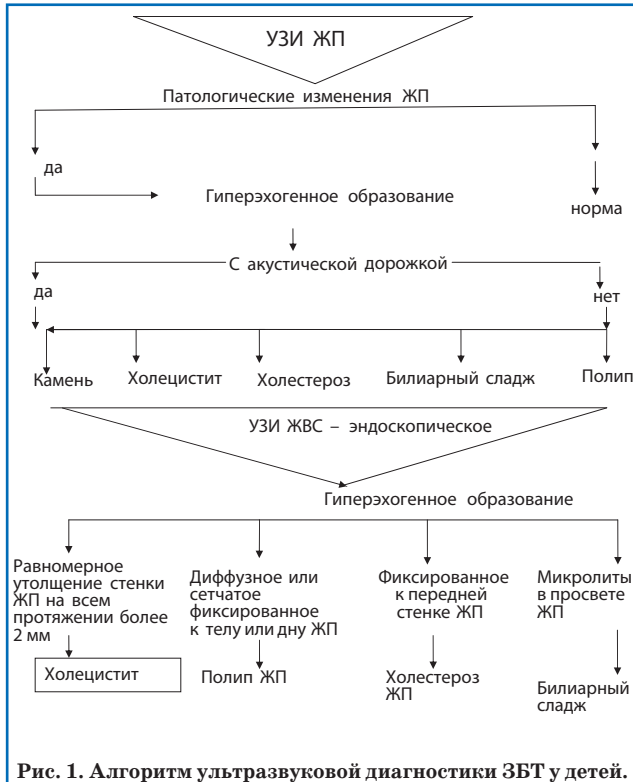 УЗИ ЖП
Патологические изменения ЖП
да
Гиперэхогенное образование
норма
С акустической дорожкой
да
нет
Камень Холецистит Холестероз Билиарный сладж Полип
УЗИ ЖВС – эндоскопическое
Гиперэхогенное образование
Равномерное
утолщение стенки
ЖП на всем
протяжении более
2 мм
Диффузное или
сетчатое
фиксированное
к телу или дну ЖП
Фиксированное
к передней
стенке ЖП
Микролиты
в просвете
ЖП
Холецистит
Полип ЖП
Холестероз
ЖП
Билиарный
сладж
Рис. 1. Алгоритм ультразвуковой диагностики ЗБТ у детей.